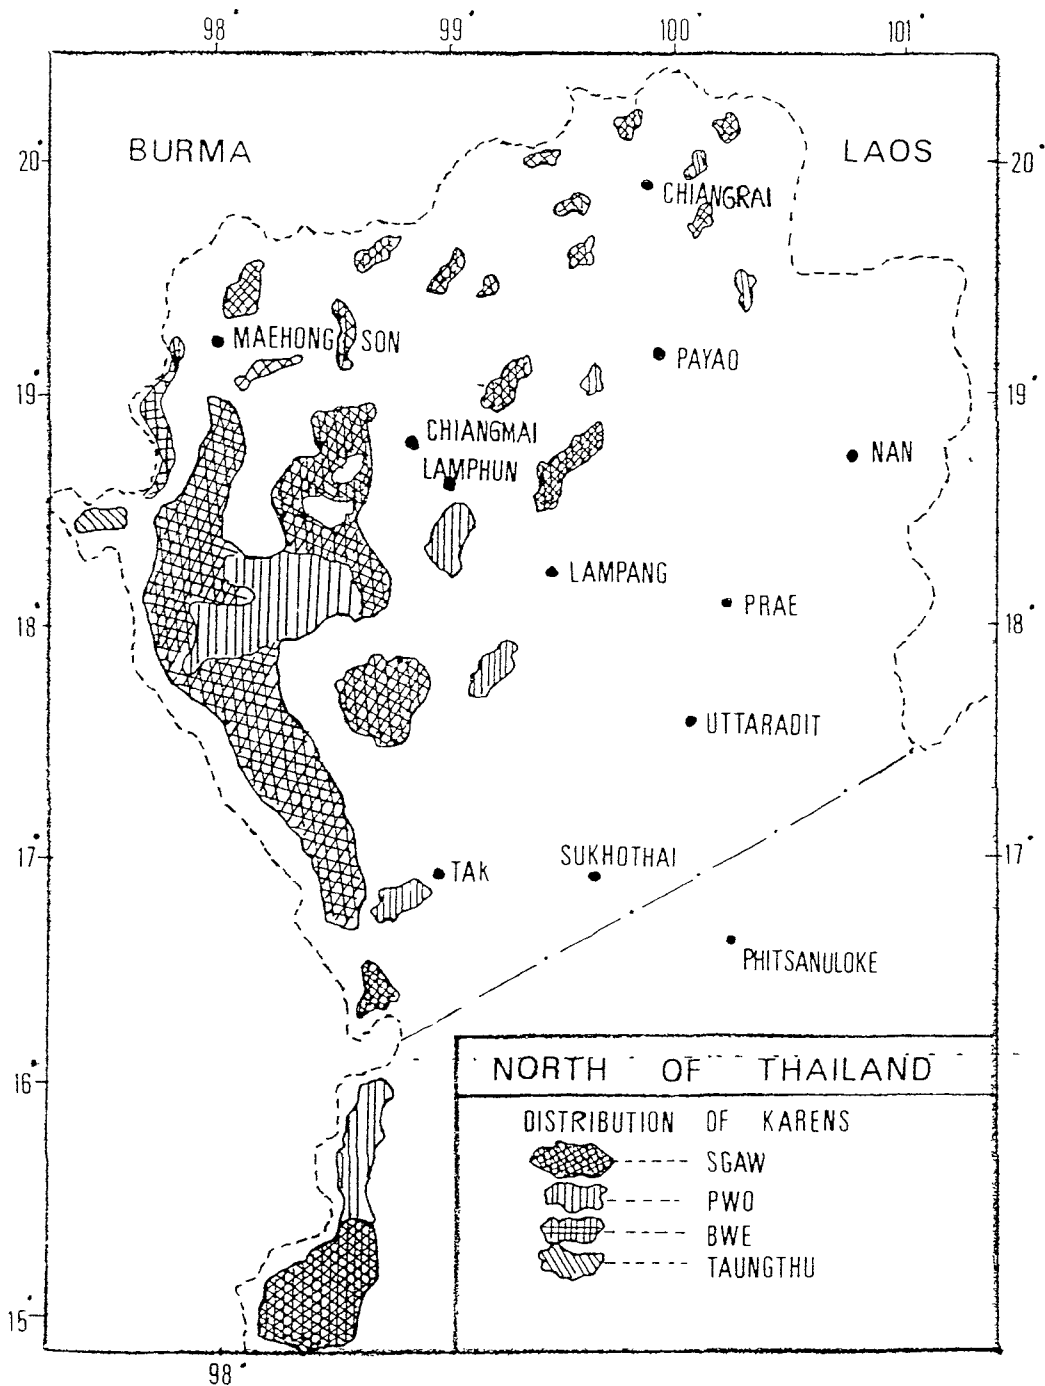 98° 99° 100 101°
20° BURMA LAOS 20°
CHIANGRAI
MAEHONG SON
PAYAO
19° 19°
CHIANGMAI
LAMPHUN
NAN
LAMPANG
PRAE
18° 18°
UTTARADIT
17° SUKHOTHAI 17°
TAK
PHITSANULOKE
16° 16°
NORTH OF THAILAND
DISTRIBUTION OF KARENS
SGAW
PWO
BWE
TAUNGTHU
15° 15°
98°